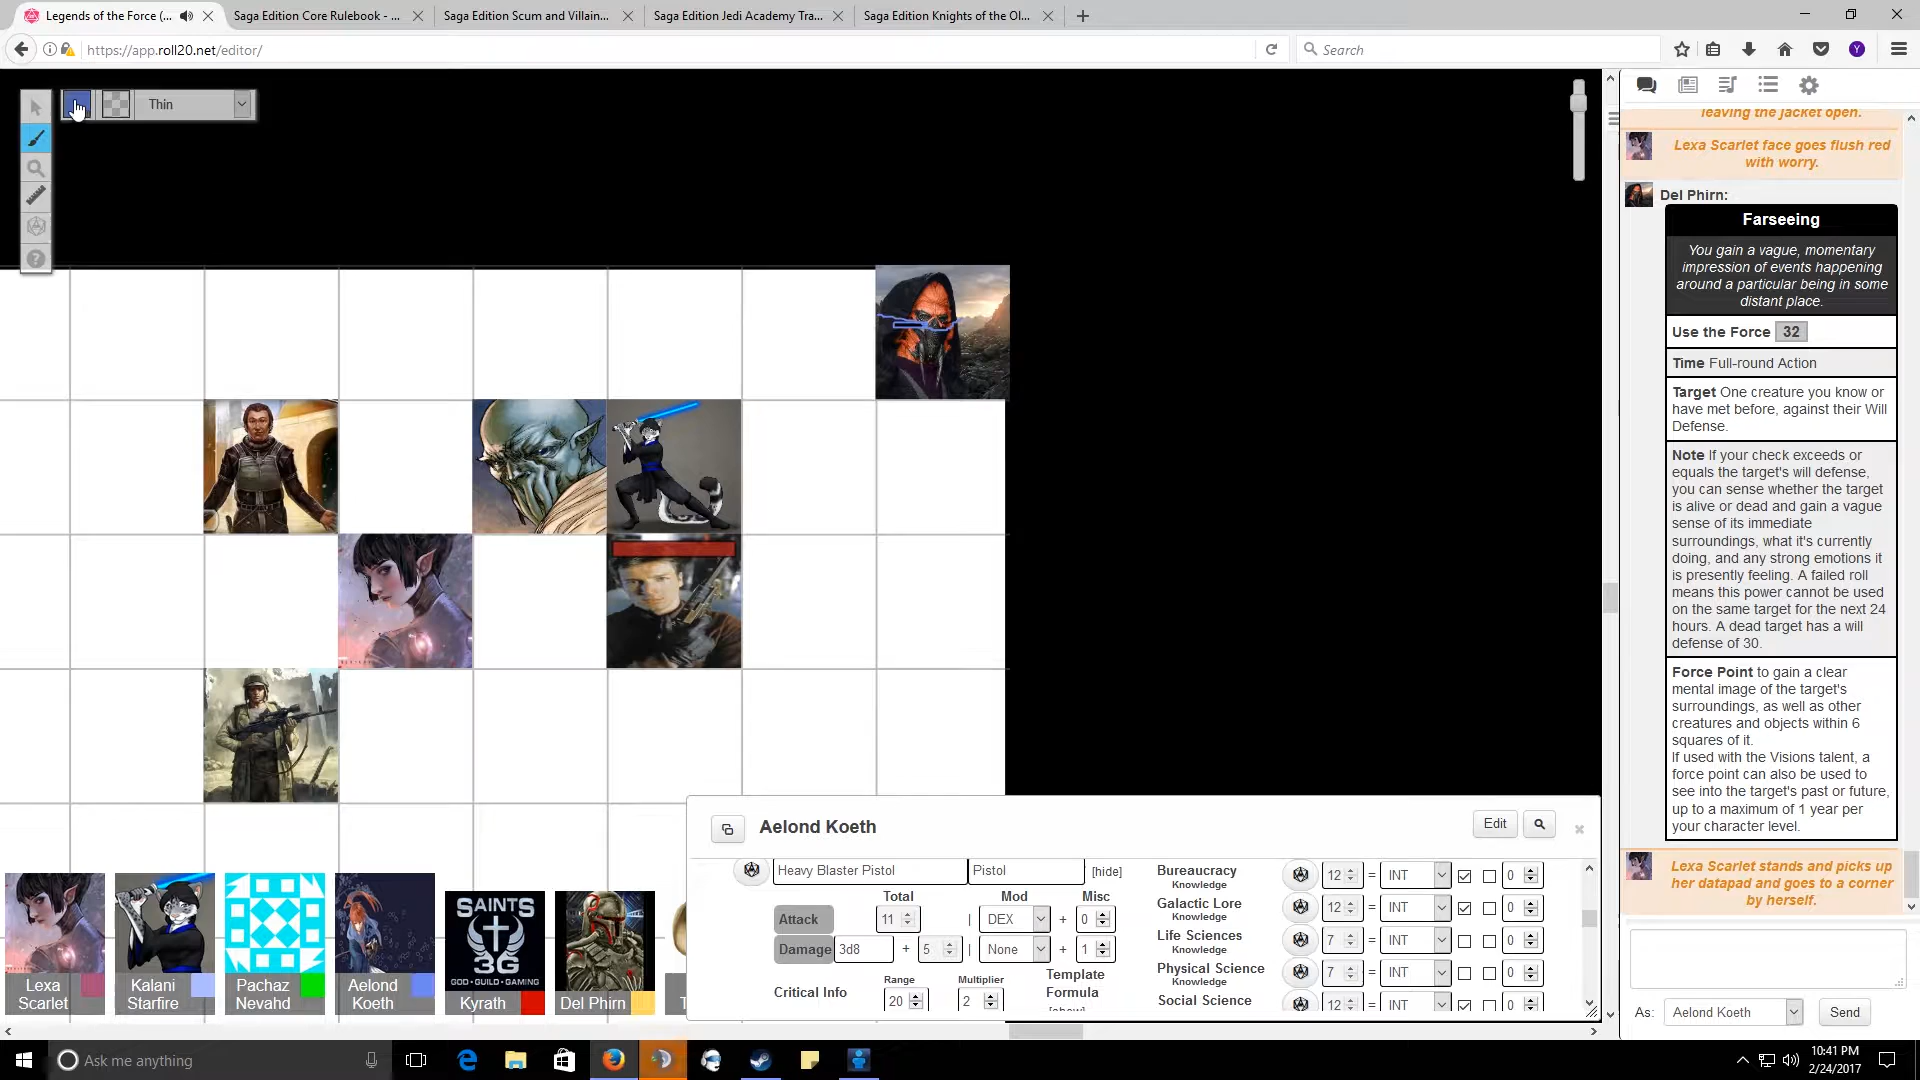 Legends of the Force (...
Saga Edition Core Rulebook - ...
Saga Edition Scum and Villain...
Saga Edition Jedi Academy Tra...
Saga Edition Knights of the Ol...
https://app.roll20.net/editor/
Search
Thin
leaving the jacket open.
Lexa Scarlet face goes flush red
with worry.
Del Phirn:
Farseeing
You gain a vague, momentary
impression of events happening
around a particular being in some
distant place.
Use the Force 32
Time Full-round Action
Target One creature you know or
have met before, against their Will
Defense.
Note If your check exceeds or
equals the target's will defense,
you can sense whether the target
is alive or dead and gain a vague
sense of its immediate
surroundings, what it's currently
doing, and any strong emotions it
is presently feeling. A failed roll
means this power cannot be used
on the same target for the next 24
hours. A dead target has a will
defense of 30.
Force Point to gain a clear
mental image of the target's
surroundings, as well as other
creatures and objects within 6
squares of it.
If used with the Visions talent, a
force point can also be used to
see into the target's past or future,
up to a maximum of 1 year per
your character level.
Lexa Scarlet stands and picks up
her datapad and goes to a corner
by herself.
As: Aelond Koeth Send
Aelond Koeth
Edit
Heavy Blaster Pistol Pistol [hide]
Total Mod Misc
Attack 11 | DEX + 0
Damage 3d8 + 5 | None + 1
Range Multiplier Template
Critical Info 20 2 Formula
Bureaucracy 12 = INT 0
Knowledge
Galactic Lore 12 = INT 0
Knowledge
Life Sciences 7 = INT 0
Knowledge
Physical Science 7 = INT 0
Knowledge
Social Science 12 = INT 0
Lexa
Scarlet
Kalani
Starfire
Pachaz
Nevahd
Aelond
Koeth
SAINTS
3G
GOD • GUILD • GAMING
Kyrath
Del Phirn
Ask me anything
10:41 PM
2/24/2017